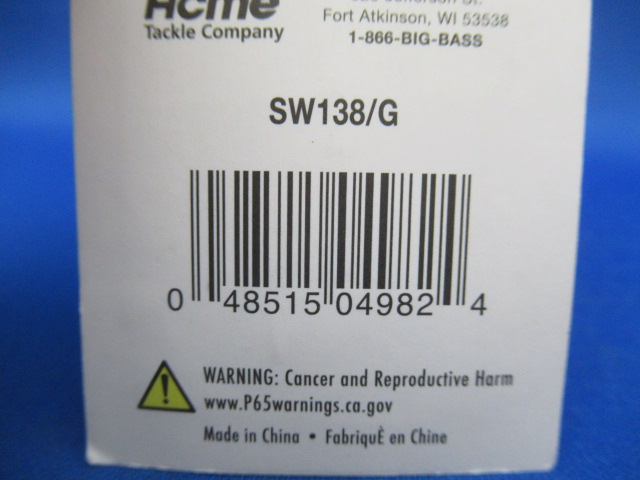 Acme
Tackle Company
Fort Atkinson, WI 53538
1-866-BIG-BASS
SW138/G
0 48515 04982 4
WARNING: Cancer and Reproductive Harm
www.P65warnings.ca.gov
Made in China • FabriquÈ en Chine